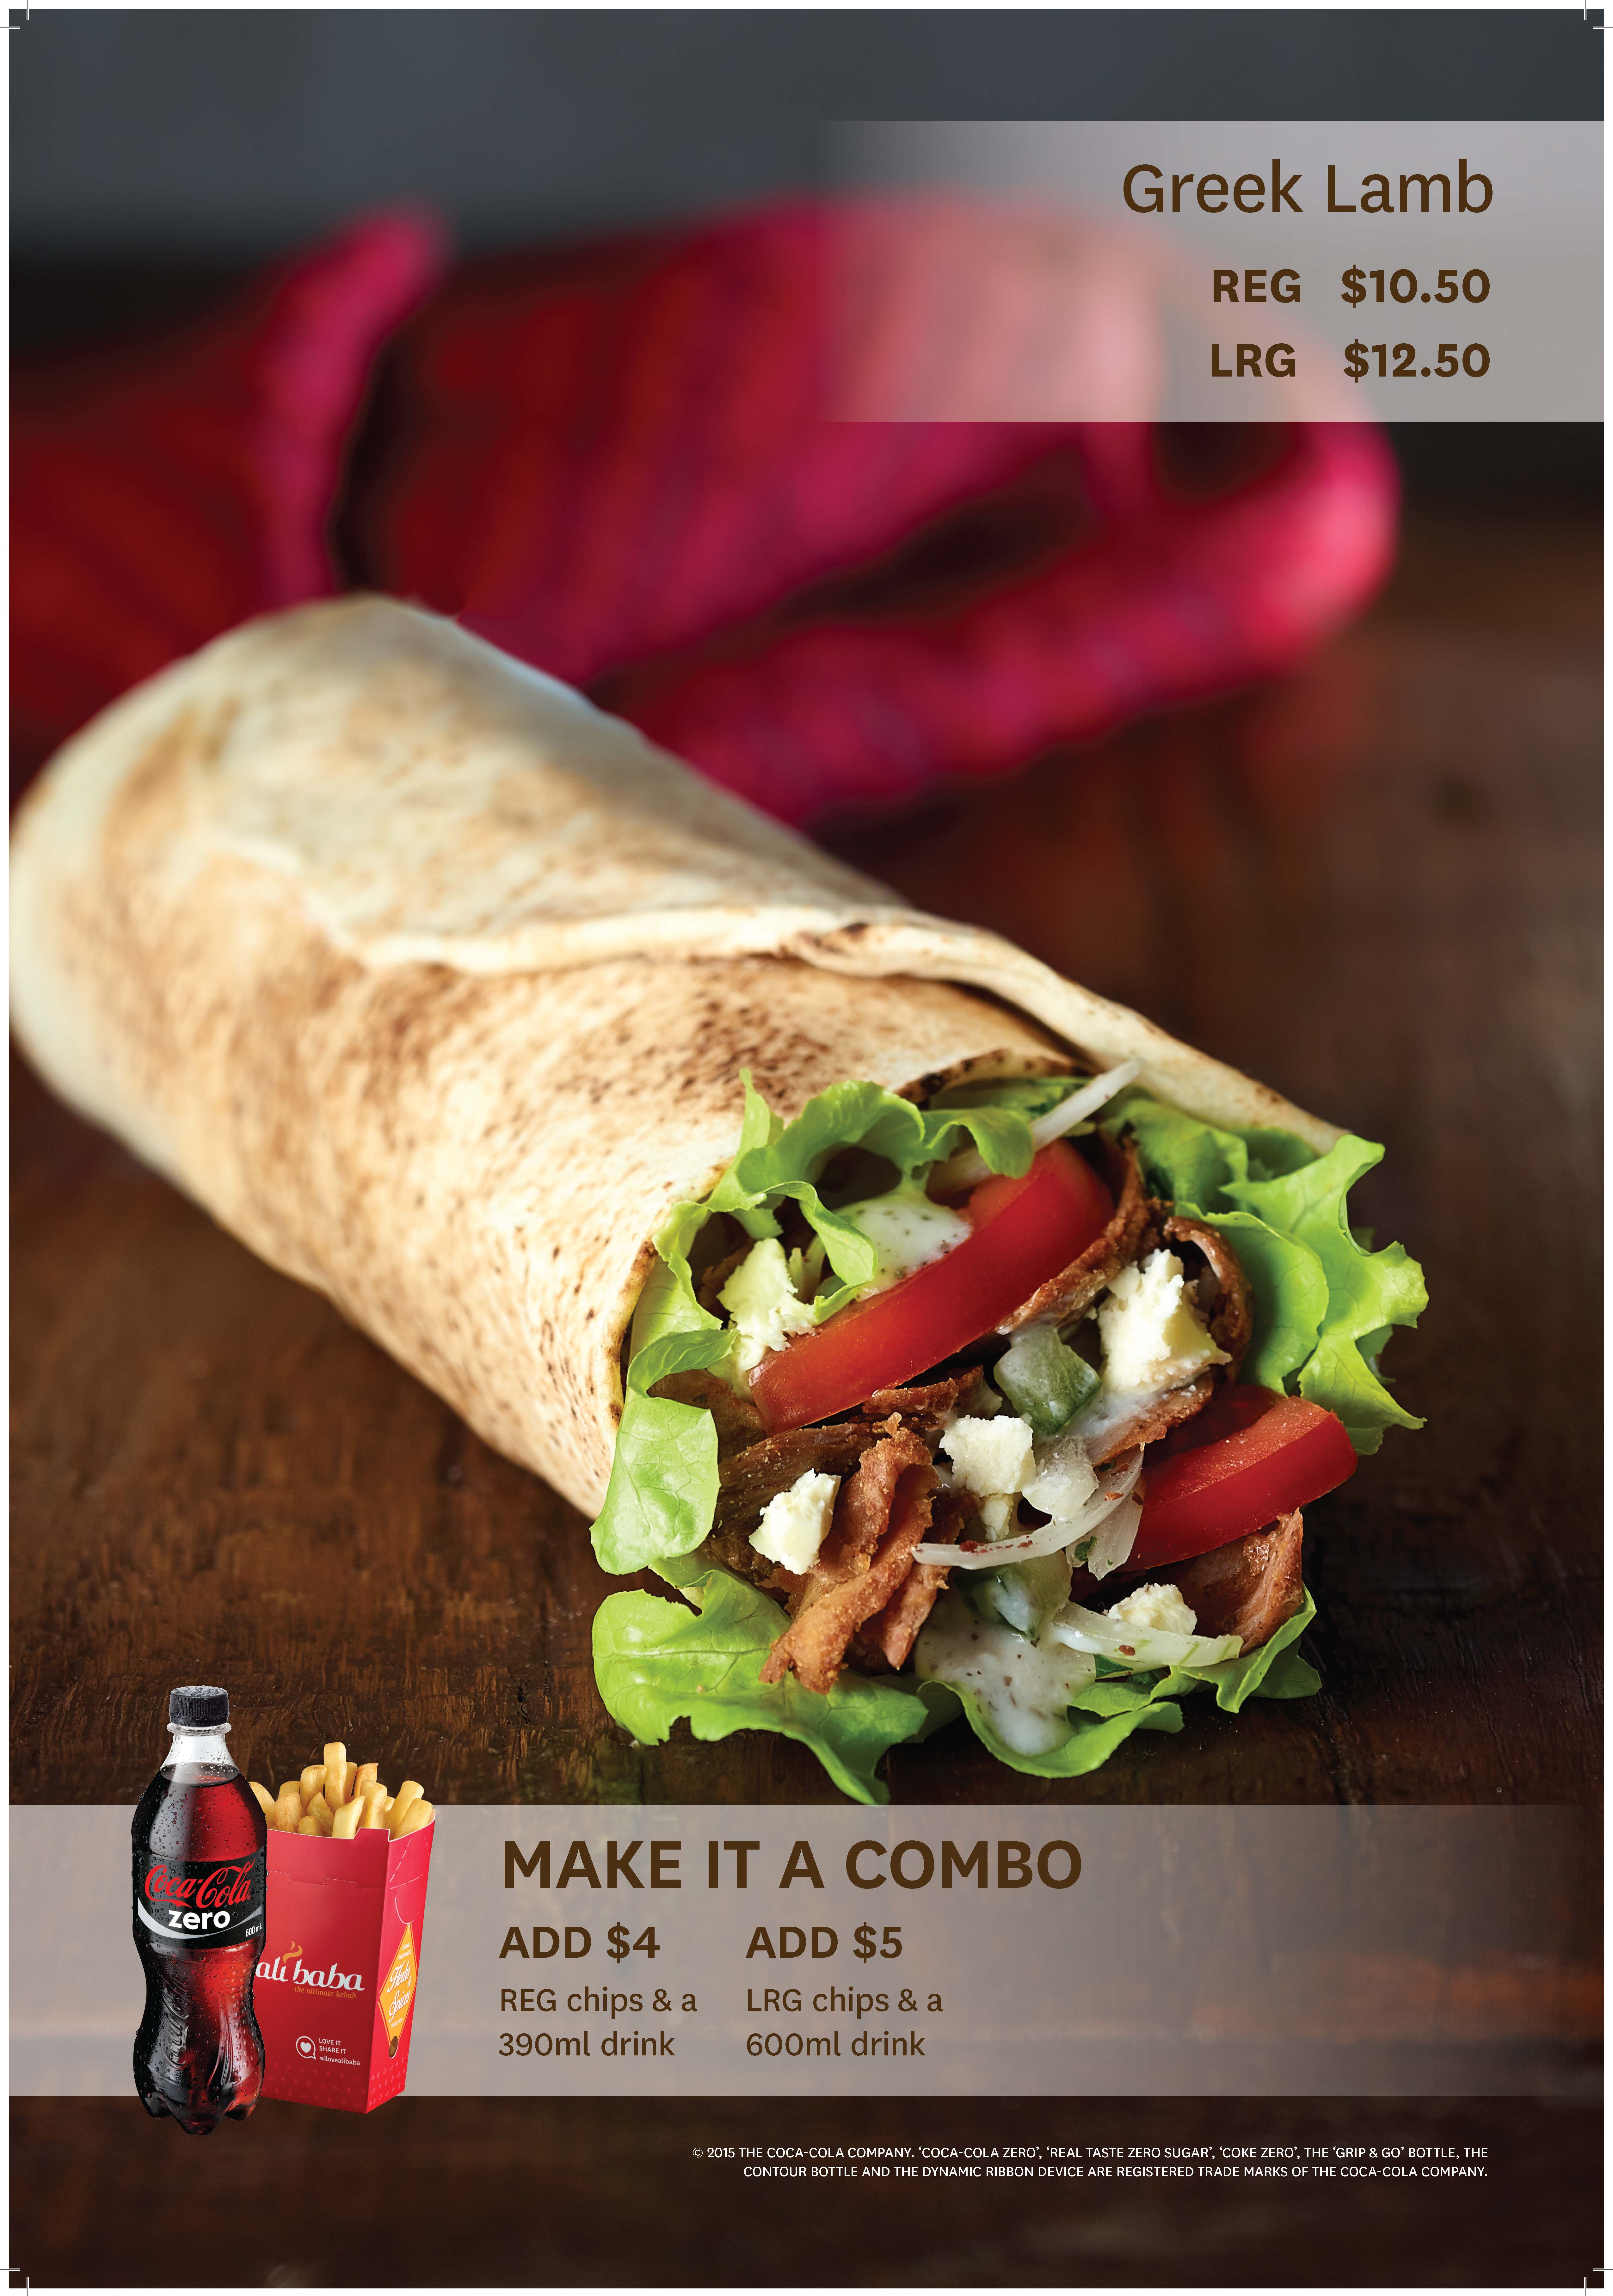 Greek Lamb
REG $10.50
LRG $12.50
MAKE IT A COMBO
ADD $4 ADD $5
REG chips & a LRG chips & a
390ml drink 600ml drink
Coca-Cola
zero
600 mL
ali baba
the ultimate kebab
LOVE IT
SHARE IT
#ilovealibaba
© 2015 THE COCA-COLA COMPANY. ‘COCA-COLA ZERO’, ‘REAL TASTE ZERO SUGAR’, ‘COKE ZERO’, THE ‘GRIP & GO’ BOTTLE, THE
CONTOUR BOTTLE AND THE DYNAMIC RIBBON DEVICE ARE REGISTERED TRADE MARKS OF THE COCA-COLA COMPANY.